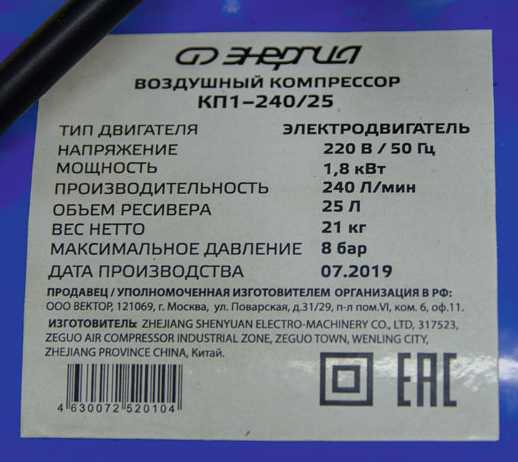 Энергия
ВОЗДУШНЫЙ КОМПРЕССОР
КП1-240/25
ТИП ДВИГАТЕЛЯ ЭЛЕКТРОДВИГАТЕЛЬ
НАПРЯЖЕНИЕ 220 В / 50 Гц
МОЩНОСТЬ 1,8 кВт
ПРОИЗВОДИТЕЛЬНОСТЬ 240 Л/мин
ОБЪЕМ РЕСИВЕРА 25 Л
ВЕС НЕТТО 21 кг
МАКСИМАЛЬНОЕ ДАВЛЕНИЕ 8 бар
ДАТА ПРОИЗВОДСТВА 07.2019
ПРОДАВЕЦ / УПОЛНОМОЧЕННАЯ ИЗГОТОВИТЕЛЕМ ОРГАНИЗАЦИЯ В РФ:
ООО ВЕКТОР, 121069, г. Москва, ул. Поварская, д.31/29, п-л пом.VI, ком. 6, оф.11.
ИЗГОТОВИТЕЛЬ: ZHEJIANG SHENYUAN ELECTRO-MACHINERY CO., LTD, 317523,
ZEGUO AIR COMPRESSOR INDUSTRIAL ZONE, ZEGUO TOWN, WENLING CITY,
ZHEJIANG PROVINCE CHINA, Китай.
4 630072 520104
EAC